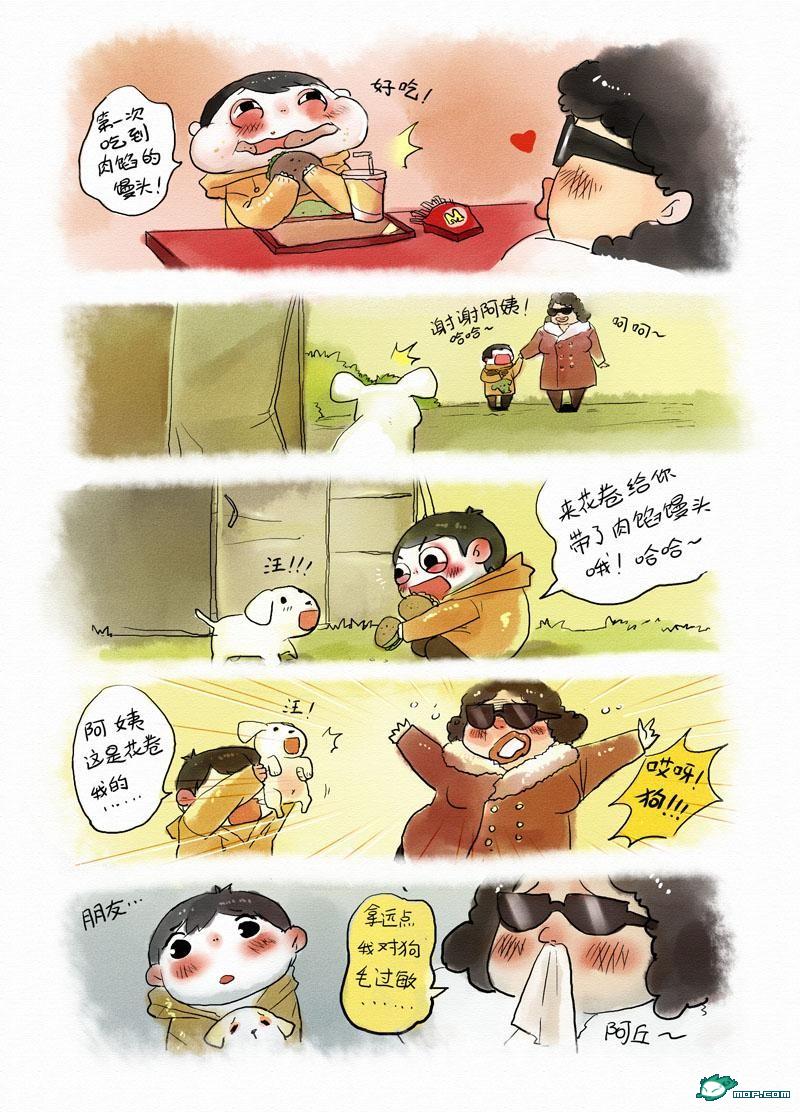 第一次
吃到
肉馅的
馒头!
好吃!
M
谢谢阿姨!
哈哈~
呵呵~
来花卷给你
带了肉馅馒头
哦!哈哈~
汪!!!
阿姨
这是花卷
我的
……
汪!
哎呀!
狗!!!
朋友…
拿远点
我对狗
毛过敏
……
阿丘~
MOP.COM